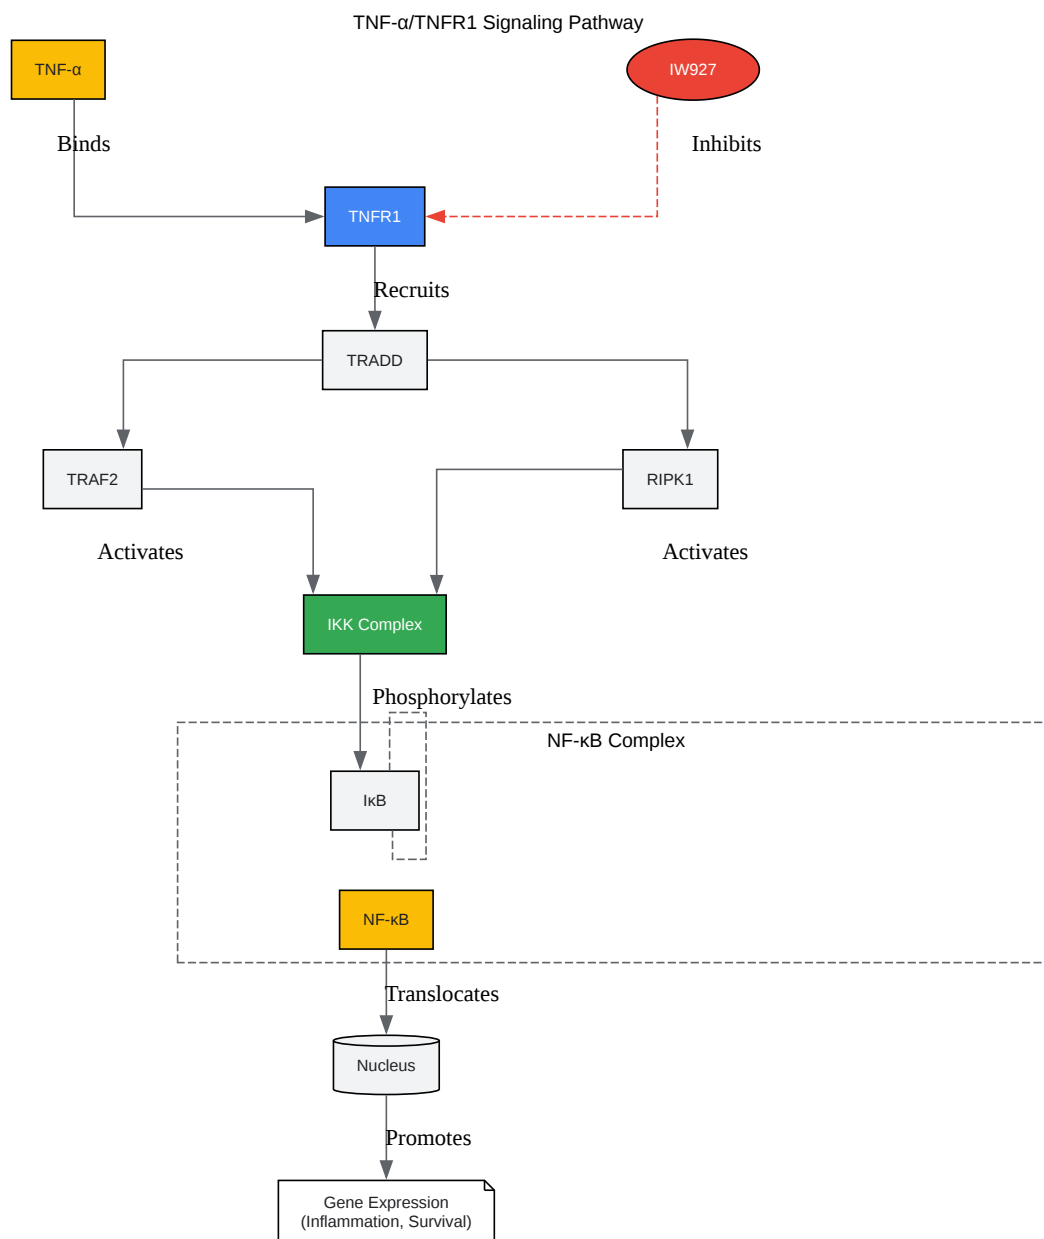 TNF-α/TNFR1 Signaling Pathway
TNF-α
IW927
Binds
Inhibits
TNFR1
Recruits
TRADD
TRAF2
RIPK1
Activates
Activates
IKK Complex
Phosphorylates
NF-κB Complex
IκB
NF-κB
Translocates
Nucleus
Promotes
Gene Expression
(Inflammation, Survival)